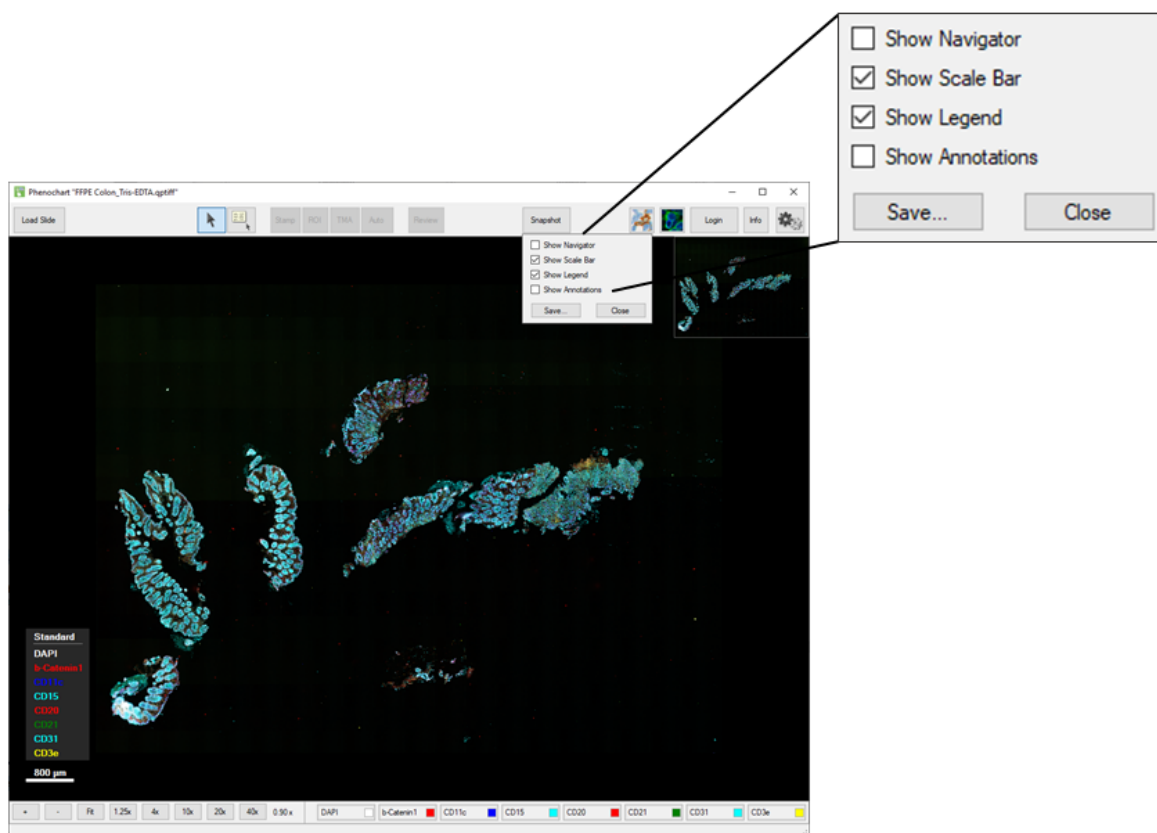 Show Navigator
Show Scale Bar
Show Legend
Show Annotations
Save... Close
Phenochart "FFPE Colon_Tris-EDTA.qptiff"
Load Slide Stamp ROI TMA Auto Review Snapshot Login Info
Show Navigator
Show Scale Bar
Show Legend
Show Annotations
Save... Close
Standard
DAPI
b-Catenin1
CD11c
CD15
CD20
CD21
CD31
CD3e
800 µm
+ - Fit 1.25x 4x 10x 20x 40x 0.90 x DAPI b-Catenin1 CD11c CD15 CD20 CD21 CD31 CD3e